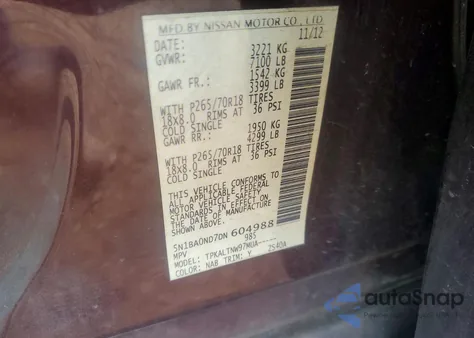 MFD BY NISSAN MOTOR CO., LTD.
DATE: 11/12
GVWR: 3221 KG
7100 LB
GAWR FR.: 1542 KG
3399 LB
WITH P265/70R18 TIRES
18X8.0 RIMS AT 36 PSI
COLD SINGLE
GAWR RR.: 1950 KG
4299 LB
WITH P265/70R18 TIRES
18X8.0 RIMS AT 36 PSI
COLD SINGLE
THIS VEHICLE CONFORMS TO
ALL APPLICABLE FEDERAL
MOTOR VEHICLE SAFETY
STANDARDS IN EFFECT ON
THE DATE OF MANUFACTURE
SHOWN ABOVE.
5N1BA0ND7DN 604988
MPV 985
MODEL: TPKALTNW97MUA-----
COLOR: NAB TRIM: Y 2540A
autoSnap